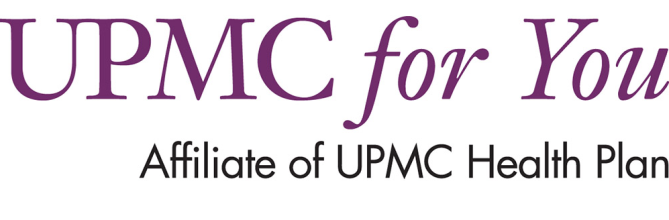 UPMC for You
Affiliate of UPMC Health Plan